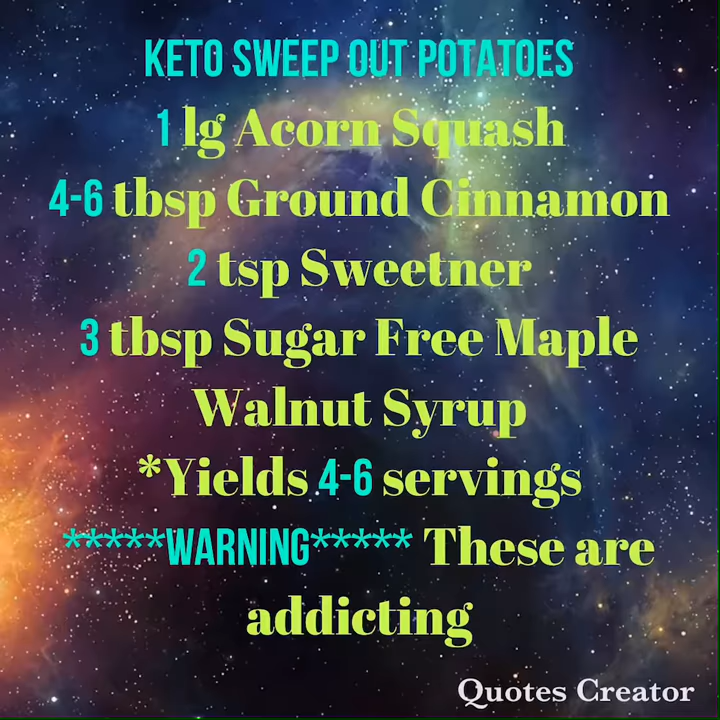 KETO SWEEP OUT POTATOES
1 lg Acorn Squash
4-6 tbsp Ground Cinnamon
2 tsp Sweetner
3 tbsp Sugar Free Maple
Walnut Syrup
*Yields 4-6 servings
*****WARNING***** These are
addicting
Quotes Creator